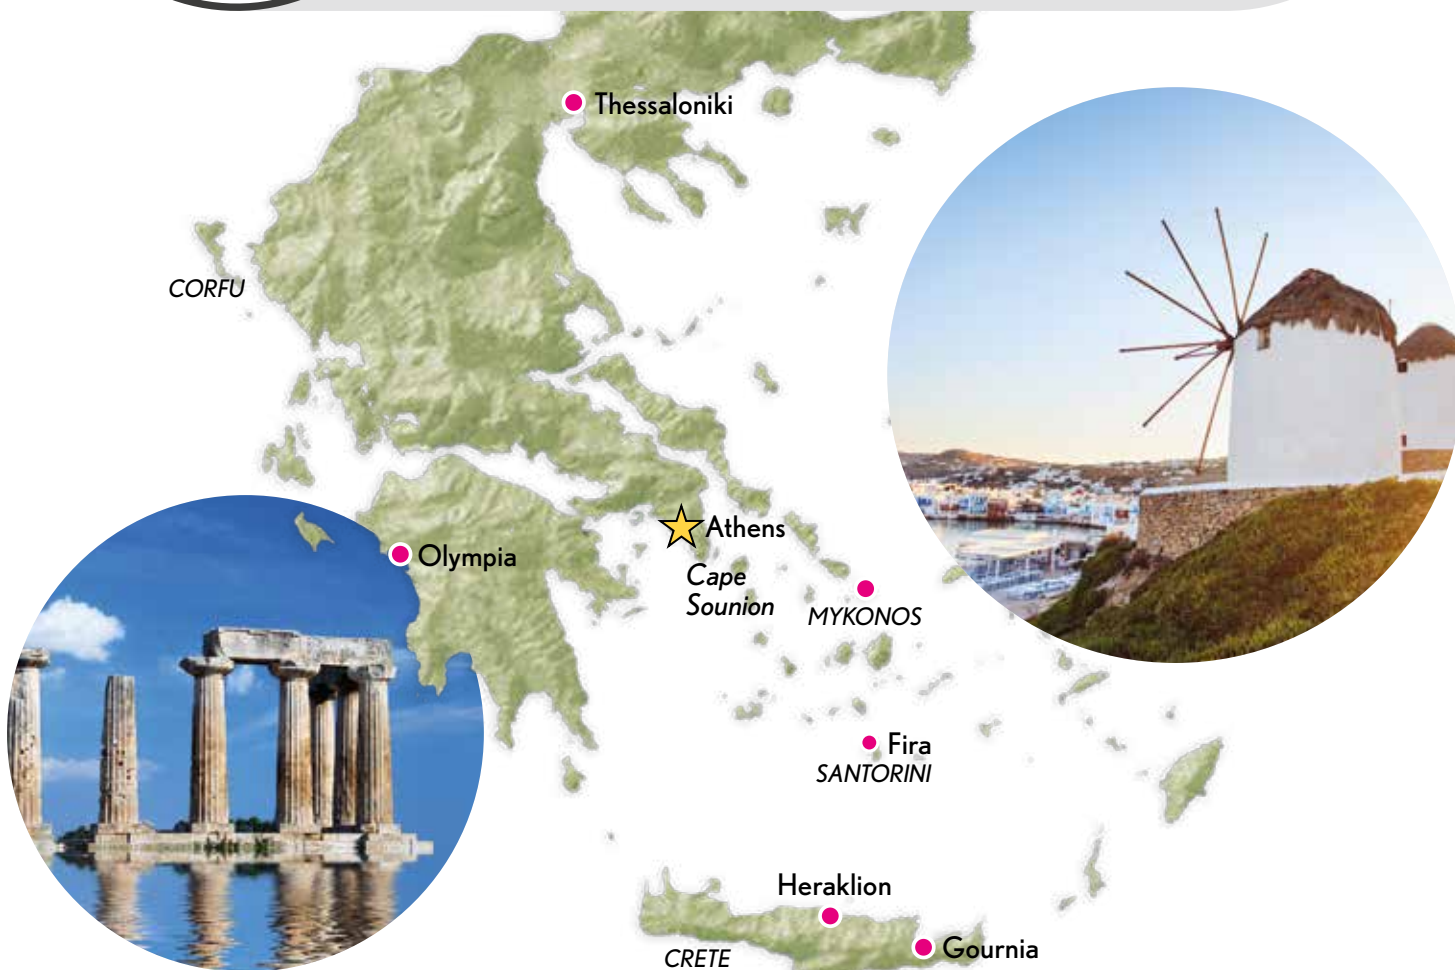 Thessaloniki
CORFU
Athens
Olympia
Cape
Sounion
MYKONOS
Fira
SANTORINI
Heraklion
Gournia
CRETE